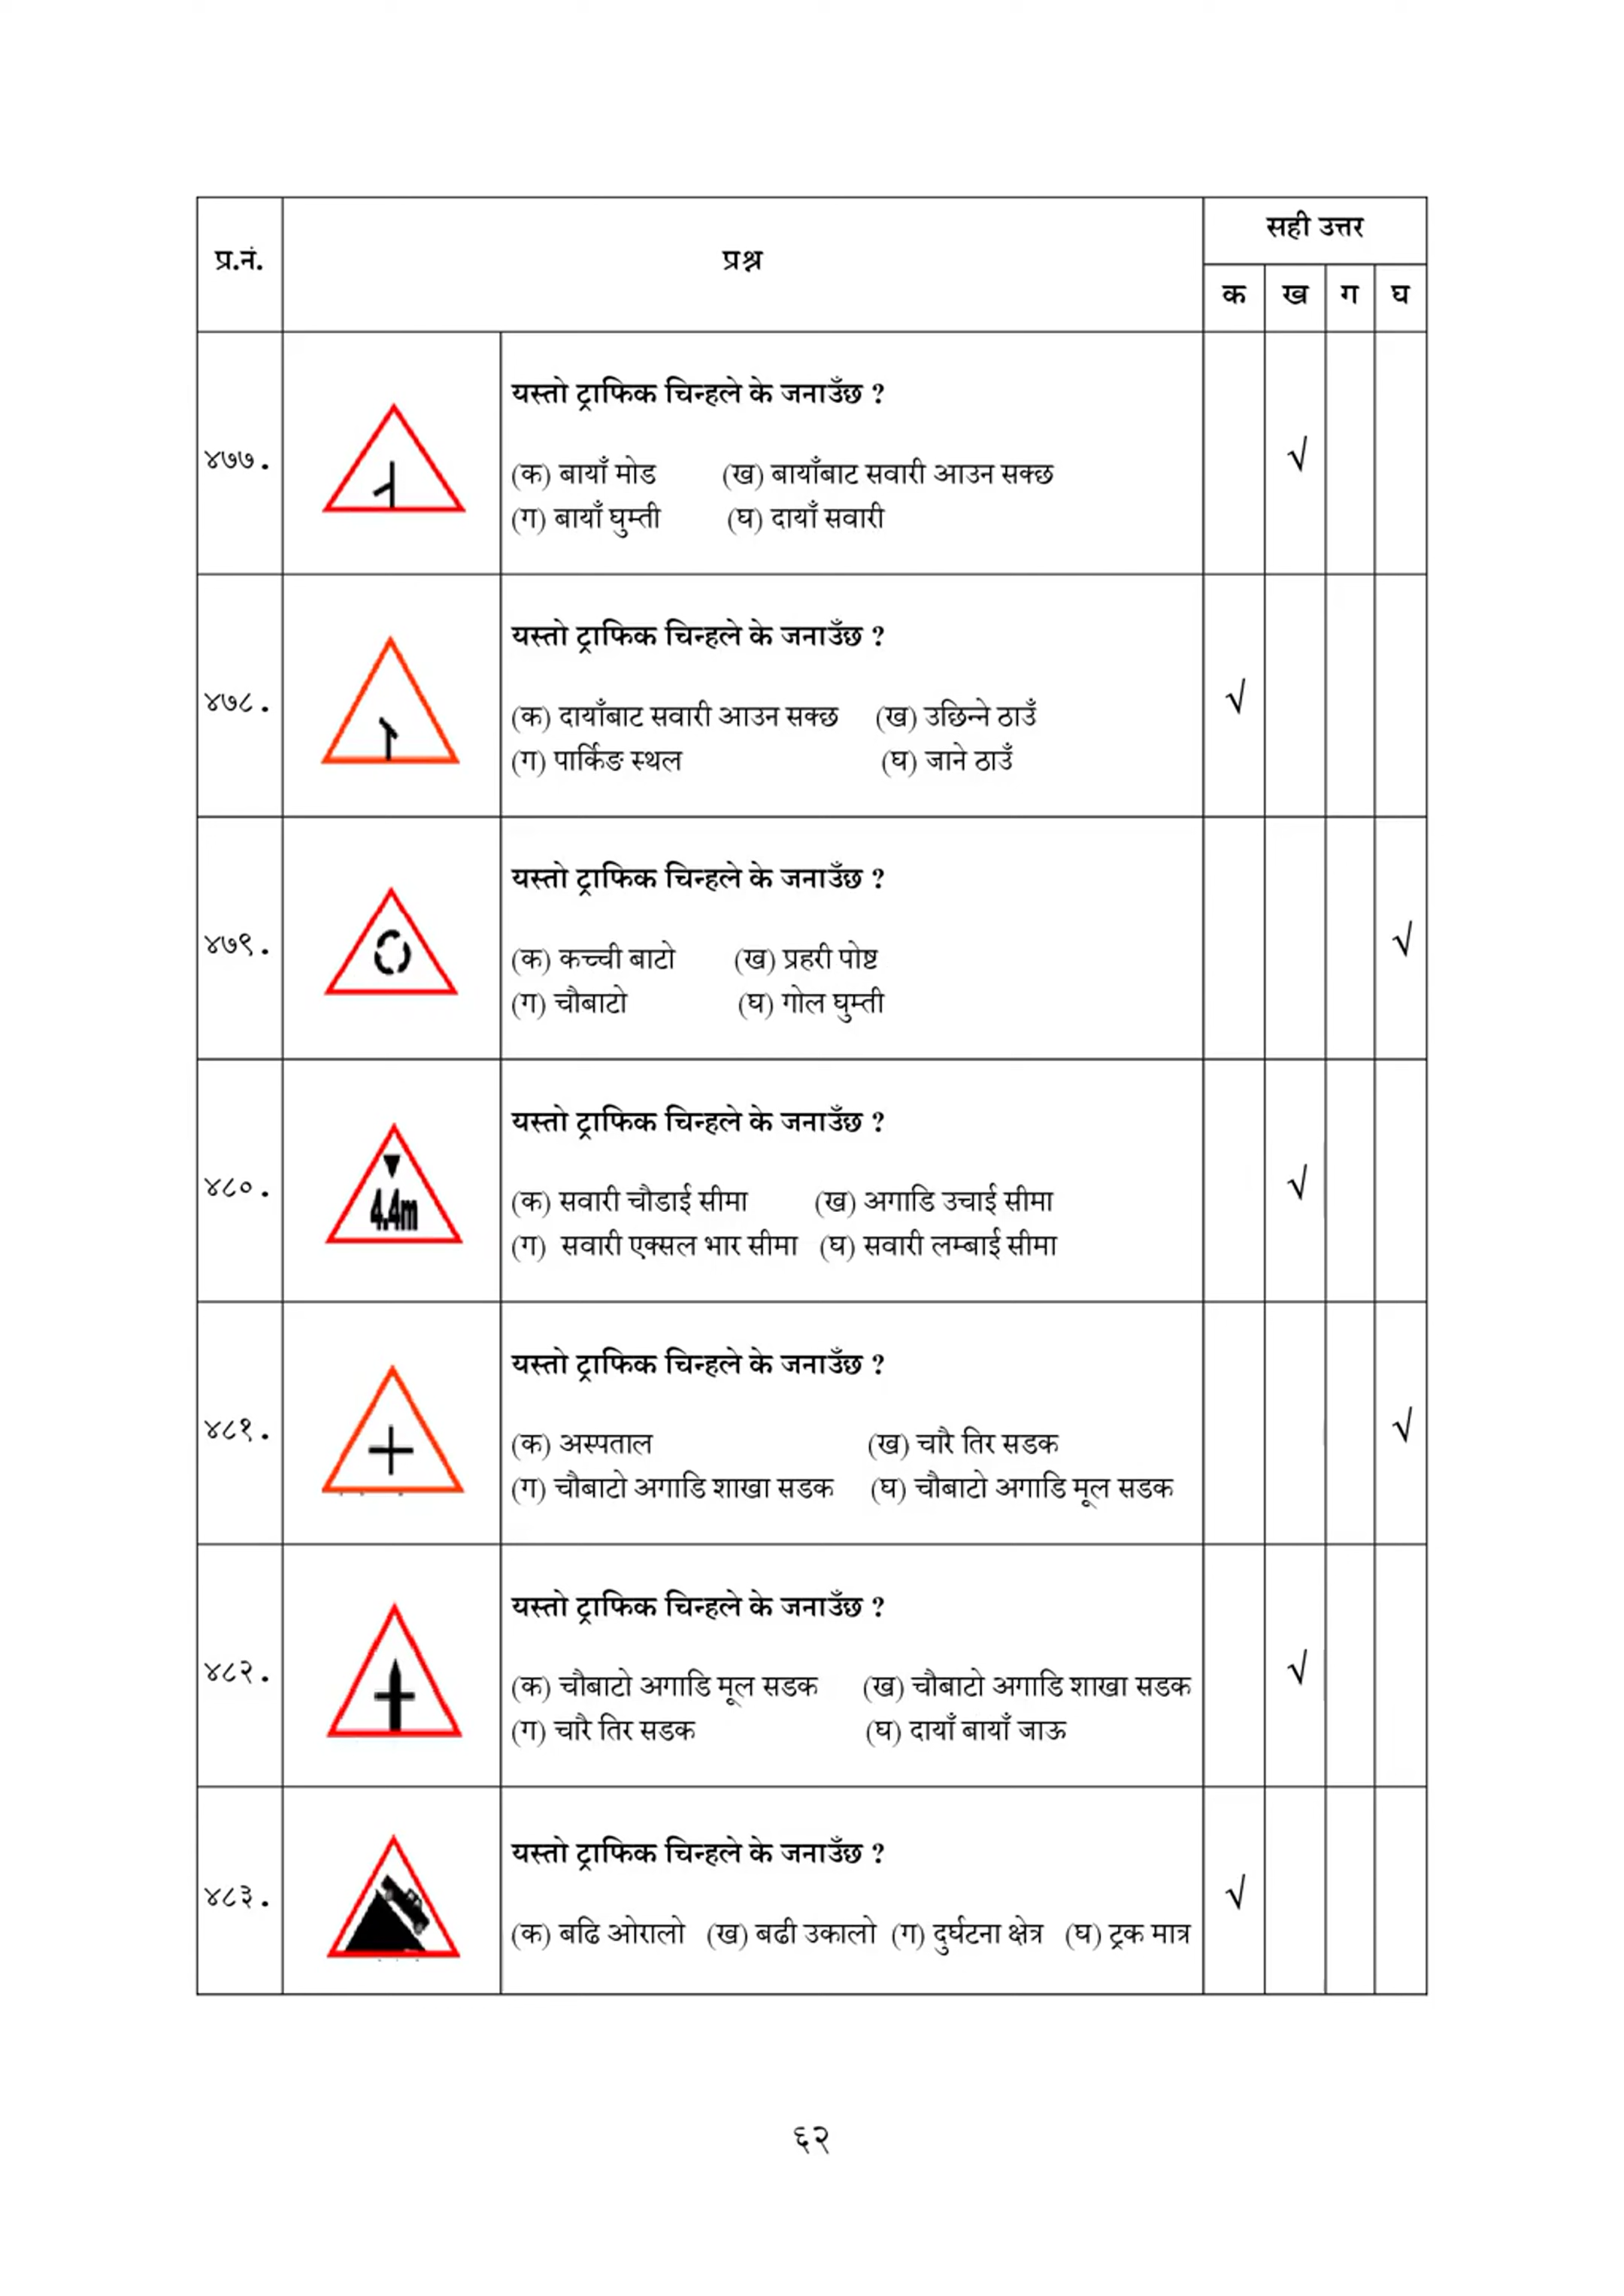 प्र.नं. प्रश्न सही उत्तर
क ख ग घ
४७७. यस्तो ट्राफिक चिन्हले के जनाउँछ ?
(क) बायाँ मोड (ख) बायाँबाट सवारी आउन सक्छ √
(ग) बायाँ घुम्ती (घ) दायाँ सवारी
४७८. यस्तो ट्राफिक चिन्हले के जनाउँछ ?
(क) दायाँबाट सवारी आउन सक्छ (ख) उछिन्ने ठाउँ √
(ग) पार्किङ स्थल (घ) जाने ठाउँ
४७९. यस्तो ट्राफिक चिन्हले के जनाउँछ ?
(क) कच्ची बाटो (ख) प्रहरी पोष्ट √
(ग) चौबाटो (घ) गोल घुम्ती
४८०. यस्तो ट्राफिक चिन्हले के जनाउँछ ?
4.4m (क) सवारी चौडाई सीमा (ख) अगाडि उचाई सीमा √
(ग) सवारी एक्सल भार सीमा (घ) सवारी लम्बाई सीमा
४८१. यस्तो ट्राफिक चिन्हले के जनाउँछ ?
(क) अस्पताल (ख) चारै तिर सडक √
(ग) चौबाटो अगाडि शाखा सडक (घ) चौबाटो अगाडि मूल सडक
४८२. यस्तो ट्राफिक चिन्हले के जनाउँछ ?
(क) चौबाटो अगाडि मूल सडक (ख) चौबाटो अगाडि शाखा सडक √
(ग) चारै तिर सडक (घ) दायाँ बायाँ जाऊ
४८३. यस्तो ट्राफिक चिन्हले के जनाउँछ ?
(क) बढि ओरालो (ख) बढी उकालो (ग) दुर्घटना क्षेत्र (घ) ट्रक मात्र √
६२